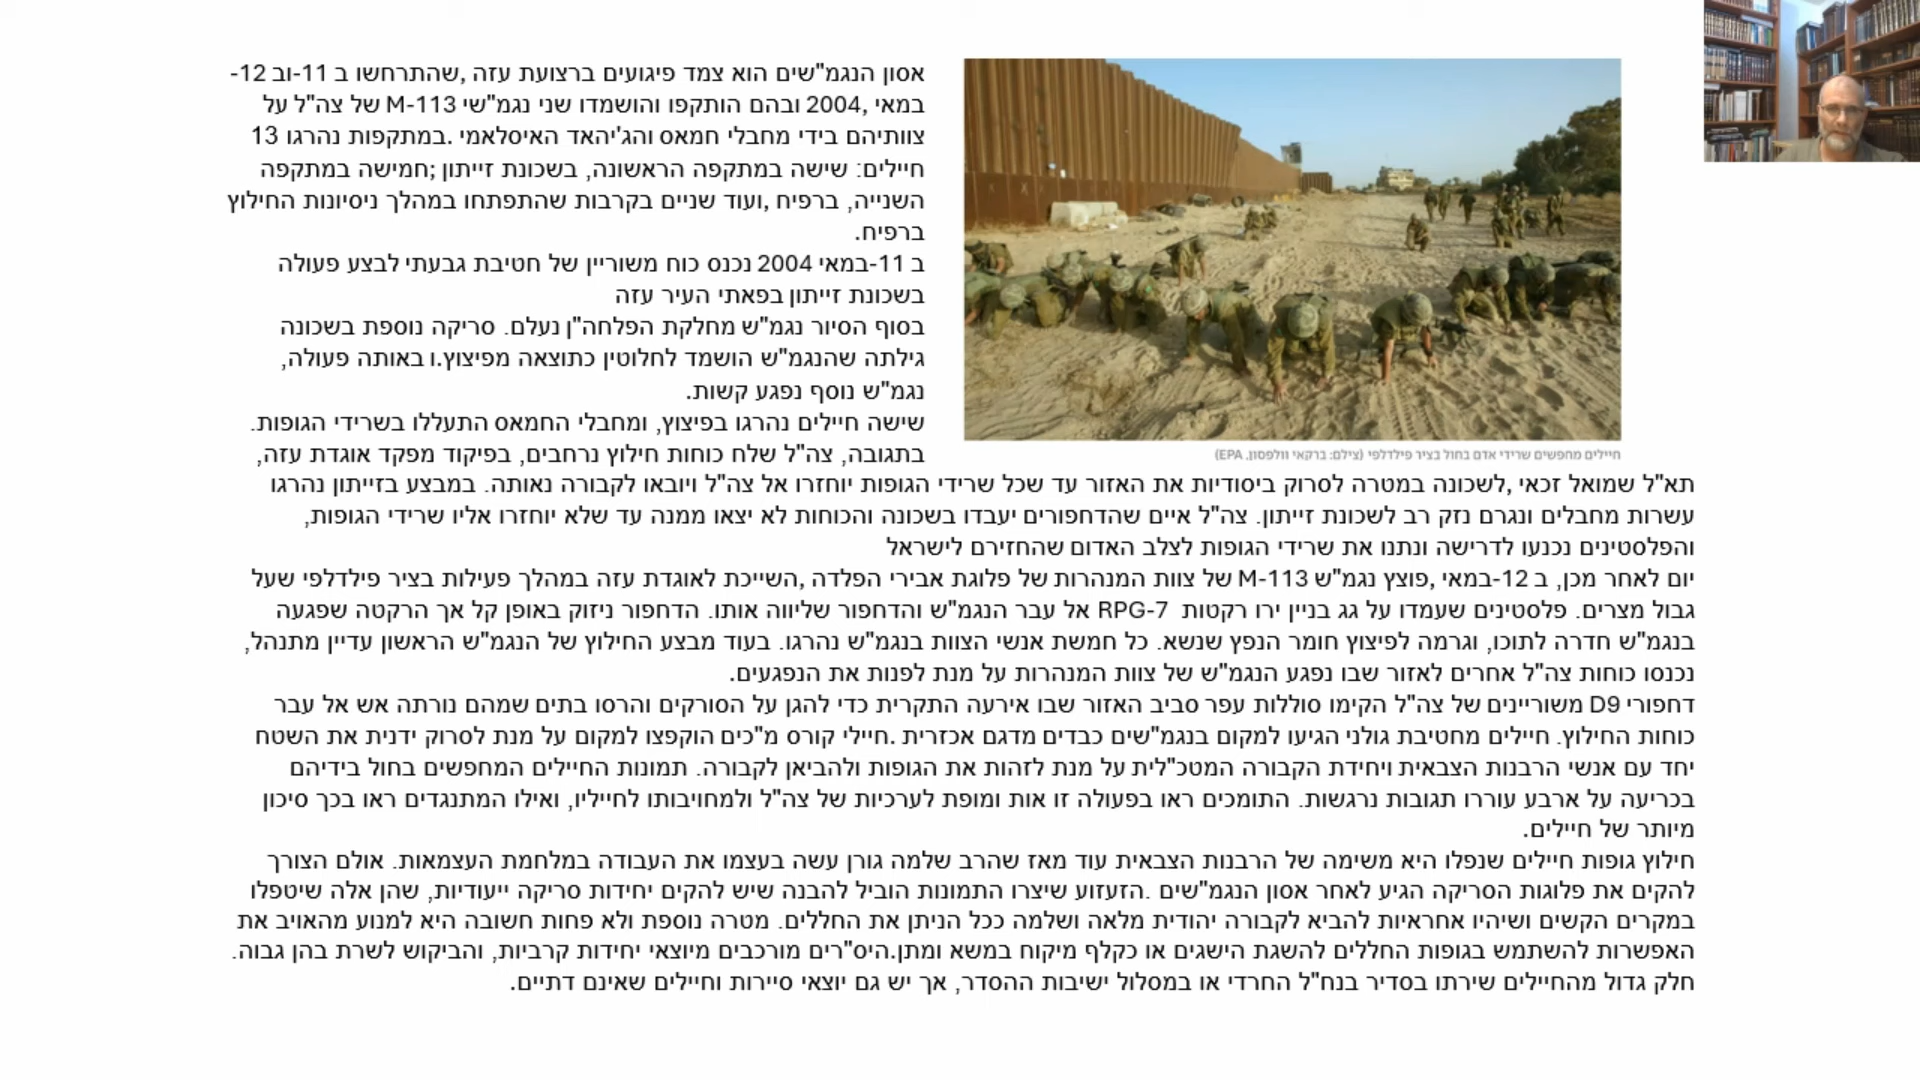 אסון הנגמ"שים הוא צמד פיגועים ברצועת עזה ,שהתרחשו ב 11-וב 12-
במאי ,2004 ובהם הותקפו והושמדו שני נגמ"שי M-113 של צה"ל על
צוותיהם בידי מחבלי חמאס והג'יהאד האיסלאמי .במתקפות נהרגו 13
חיילים: שישה במתקפה הראשונה, בשכונת זייתון ;חמישה במתקפה
השנייה, ברפיח ,ועוד שניים בקרבות שהתפתחו במהלך ניסיונות החילוץ
ברפיח.
ב 11-במאי 2004 נכנס כוח משוריין של חטיבת גבעתי לבצע פעולה
בשכונת זייתון בפאתי העיר עזה
בסוף הסיור נגמ"ש מחלקת הפלחה"ן נעלם. סריקה נוספת בשכונה
גילתה שהנגמ"ש הושמד לחלוטין כתוצאה מפיצוץ.ו באותה פעולה,
נגמ"ש נוסף נפגע קשות.
שישה חיילים נהרגו בפיצוץ, ומחבלי החמאס התעללו בשרידי הגופות.
בתגובה, צה"ל שלח כוחות חילוץ נרחבים, בפיקוד מפקד אוגדת עזה,
חיילים מחפשים שרידי אדם בחול בציר פילדלפי (צילם: ברקאי וולפסון, EPA)
תא"ל שמואל זכאי ,לשכונה במטרה לסרוק ביסודיות את האזור עד שכל שרידי הגופות יוחזרו אל צה"ל ויובאו לקבורה נאותה. במבצע בזייתון נהרגו
עשרות מחבלים ונגרם נזק רב לשכונת זייתון. צה"ל איים שהדחפורים יעבדו בשכונה והכוחות לא יצאו ממנה עד שלא יוחזרו אליו שרידי הגופות,
והפלסטינים נכנעו לדרישה ונתנו את שרידי הגופות לצלב האדום שהחזירם לישראל
יום לאחר מכן, ב 12-במאי ,פוצץ נגמ"ש M-113 של צוות המנהרות של פלוגת אבירי הפלדה ,השייכת לאוגדת עזה במהלך פעילות בציר פילדלפי שעל
גבול מצרים. פלסטינים שעמדו על גג בניין ירו רקטות RPG-7 אל עבר הנגמ"ש והדחפור שליווה אותו. הדחפור ניזוק באופן קל אך הרקטה שפגעה
בנגמ"ש חדרה לתוכו, וגרמה לפיצוץ חומר הנפץ שנשא. כל חמשת אנשי הצוות בנגמ"ש נהרגו. בעוד מבצע החילוץ של הנגמ"ש הראשון עדיין מתנהל,
נכנסו כוחות צה"ל אחרים לאזור שבו נפגע הנגמ"ש של צוות המנהרות על מנת לפנות את הנפגעים.
דחפורי D9 משוריינים של צה"ל הקימו סוללות עפר סביב האזור שבו אירעה התקרית כדי להגן על הסורקים והרסו בתים שמהם נורתה אש אל עבר
כוחות החילוץ. חיילים מחטיבת גולני הגיעו למקום בנגמ"שים כבדים מדגם אכזרית .חיילי קורס מ"כים הוקפצו למקום על מנת לסרוק ידנית את השטח
יחד עם אנשי הרבנות הצבאית ויחידת הקבורה המטכ"לית על מנת לזהות את הגופות ולהביאן לקבורה. תמונות החיילים המחפשים בחול בידיהם
בכריעה על ארבע עוררו תגובות נרגשות. התומכים ראו בפעולה זו אות ומופת לערכיות של צה"ל ולמחויבותו לחייליו, ואילו המתנגדים ראו בכך סיכון
מיותר של חיילים.
חילוץ גופות חיילים שנפלו היא משימה של הרבנות הצבאית עוד מאז שהרב שלמה גורן עשה בעצמו את העבודה במלחמת העצמאות. אולם הצורך
להקים את פלוגות הסריקה הגיע לאחר אסון הנגמ"שים .הזעזוע שיצרו התמונות הוביל להבנה שיש להקים יחידות סריקה ייעודיות, שהן אלה שיטפלו
במקרים הקשים ושיהיו אחראיות להביא לקבורה יהודית מלאה ושלמה ככל הניתן את החללים. מטרה נוספת ולא פחות חשובה היא למנוע מהאויב את
האפשרות להשתמש בגופות החללים להשגת הישגים או כקלף מיקוח במשא ומתן.היס"רים מורכבים מיוצאי יחידות קרביות, והביקוש לשרת בהן גבוה.
חלק גדול מהחיילים שירתו בסדיר בנח"ל החרדי או במסלול ישיבות ההסדר, אך יש גם יוצאי סיירות וחיילים שאינם דתיים.